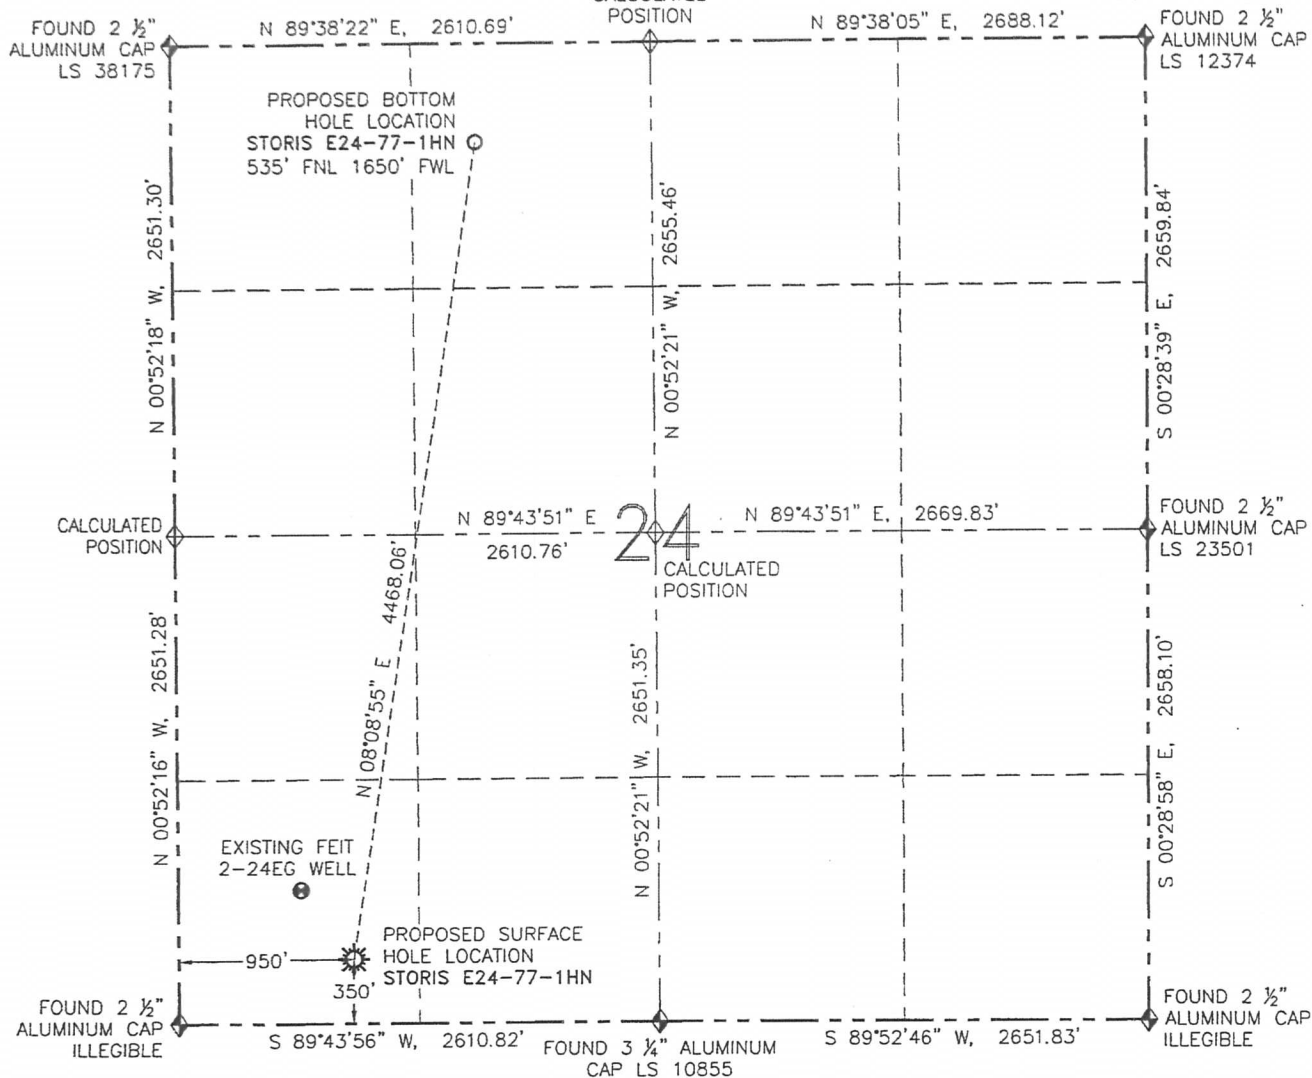 CALCULATED
POSITION
FOUND 2 ½"
ALUMINUM CAP
LS 38175
N 89°38'22" E, 2610.69'
N 89°38'05" E, 2688.12'
FOUND 2 ½"
ALUMINUM CAP
LS 12374
PROPOSED BOTTOM
HOLE LOCATION
STORIS E24-77-1HN
535' FNL 1650' FWL
N 00°52'18" W, 2651.30'
N 00°52'21" W, 2655.46'
S 00°28'39" E, 2659.84'
CALCULATED
POSITION
N 89°43'51" E
2610.76'
24
N 89°43'51" E, 2669.83'
CALCULATED
POSITION
FOUND 2 ½"
ALUMINUM CAP
LS 23501
N 08°08'55" E 4468.06'
N 00°52'16" W, 2651.28'
N 00°52'21" W, 2651.35'
S 00°28'58" E, 2658.10'
EXISTING FEIT
2-24EG WELL
PROPOSED SURFACE
HOLE LOCATION
STORIS E24-77-1HN
950'
350'
FOUND 2 ½"
ALUMINUM CAP
ILLEGIBLE
S 89°43'56" W, 2610.82'
FOUND 3 ¼" ALUMINUM
CAP LS 10855
S 89°52'46" W, 2651.83'
FOUND 2 ½"
ALUMINUM CAP
ILLEGIBLE